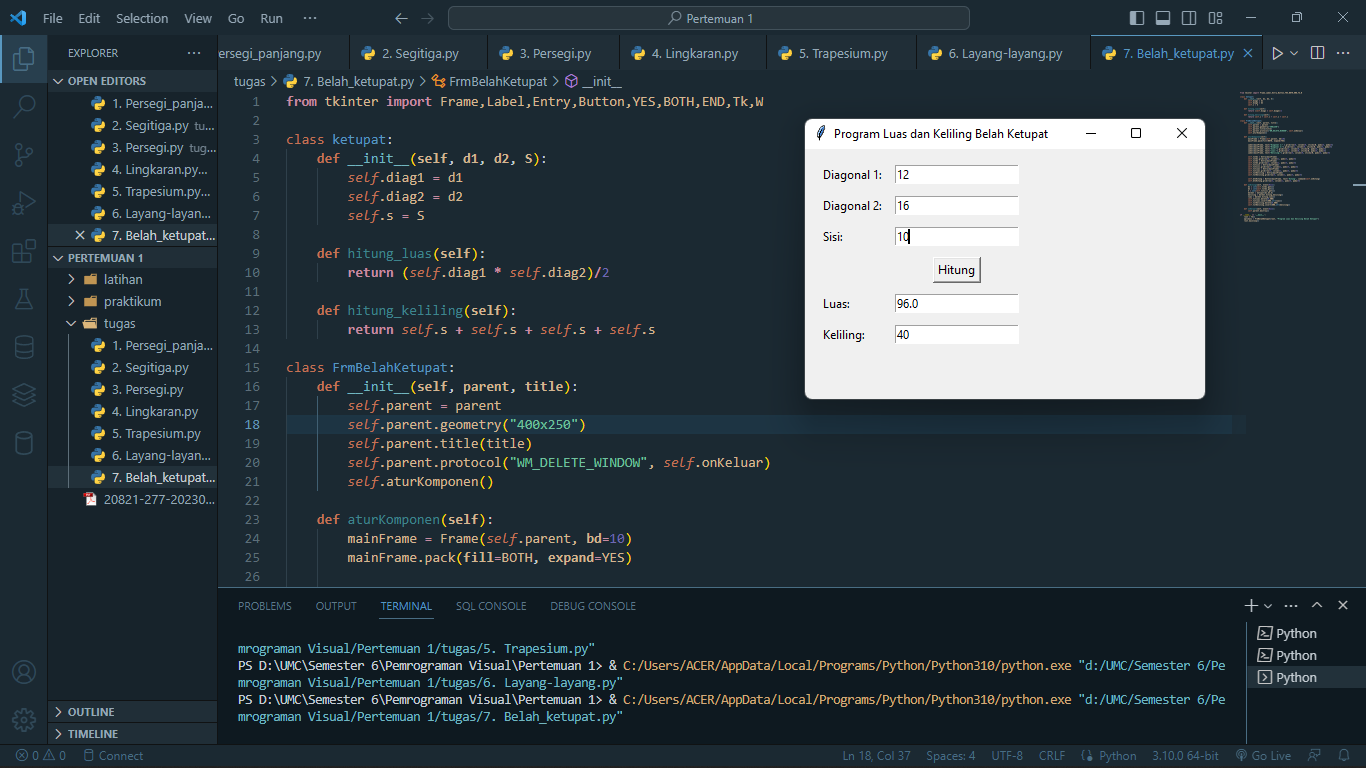 File Edit Selection View Go Run ··· Pertemuan 1
EXPLORER ···
OPEN EDITORS
1. Persegi_panja...
2. Segitiga.py tu...
3. Persegi.py tug...
4. Lingkaran.py...
5. Trapesium.py...
6. Layang-layan...
7. Belah_ketupat...
PERTEMUAN 1
latihan
praktikum
tugas
1. Persegi_panja...
2. Segitiga.py
3. Persegi.py
4. Lingkaran.py
5. Trapesium.py
6. Layang-layan...
7. Belah_ketupat...
20821-277-20230...
OUTLINE
TIMELINE
ersegi_panjang.py 2. Segitiga.py 3. Persegi.py 4. Lingkaran.py 5. Trapesium.py 6. Layang-layang.py 7. Belah_ketupat.py
tugas > 7. Belah_ketupat.py > FrmBelahKetupat > __init__
1 from tkinter import Frame,Label,Entry,Button,YES,BOTH,END,Tk,W
2
3 class ketupat:
4 def __init__(self, d1, d2, S):
5 self.diag1 = d1
6 self.diag2 = d2
7 self.s = S
8
9 def hitung_luas(self):
10 return (self.diag1 * self.diag2)/2
11
12 def hitung_keliling(self):
13 return self.s + self.s + self.s + self.s
14
15 class FrmBelahKetupat:
16 def __init__(self, parent, title):
17 self.parent = parent
18 self.parent.geometry("400x250")
19 self.parent.title(title)
20 self.parent.protocol("WM_DELETE_WINDOW", self.onKeluar)
21 self.aturKomponen()
22
23 def aturKomponen(self):
24 mainFrame = Frame(self.parent, bd=10)
25 mainFrame.pack(fill=BOTH, expand=YES)
26
Program Luas dan Keliling Belah Ketupat
Diagonal 1: 12
Diagonal 2: 16
Sisi: 10
Hitung
Luas: 96.0
Keliling: 40
PROBLEMS OUTPUT TERMINAL SQL CONSOLE DEBUG CONSOLE
mrograman Visual/Pertemuan 1/tugas/5. Trapesium.py"
PS D:\UMC\Semester 6\Pemrograman Visual\Pertemuan 1> & C:/Users/ACER/AppData/Local/Programs/Python/Python310/python.exe "d:/UMC/Semester 6/Pe
mrograman Visual/Pertemuan 1/tugas/6. Layang-layang.py"
PS D:\UMC\Semester 6\Pemrograman Visual\Pertemuan 1> & C:/Users/ACER/AppData/Local/Programs/Python/Python310/python.exe "d:/UMC/Semester 6/Pe
mrograman Visual/Pertemuan 1/tugas/7. Belah_ketupat.py"
Python
Python
Python
0 0 Connect Ln 18, Col 37 Spaces: 4 UTF-8 CRLF Python 3.10.0 64-bit Go Live